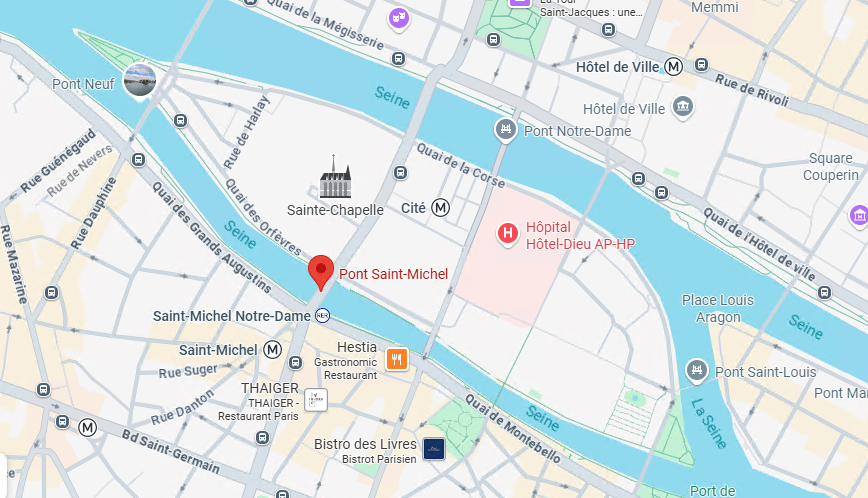 Quai de la Mégisserie
La Tour
Saint-Jacques : une...
Memmi
Hôtel de Ville
M
Rue de Rivoli
Pont Neuf
Seine
Hôtel de Ville
Pont Notre-Dame
Rue de Harlay
Rue Guénégaud
Rue de Nevers
Quai de la Corse
Square
Couperin
Sainte-Chapelle
Cité
M
Rue Dauphine
Quai des Orfèvres
Quai des Grands Augustins
Seine
H
Hôpital
Hôtel-Dieu AP-HP
Quai de l'Hôtel de ville
Rue Mazarine
Pont Saint-Michel
Place Louis
Aragon
Saint-Michel Notre-Dame
RER
Seine
Saint-Michel
M
Hestia
Gastronomic
Restaurant
Rue Suger
Pont Saint-Louis
THAIGER
THAIGER -
Restaurant Paris
Pont Ma
Rue Danton
Quai de Montebello
Seine
La Seine
M
Bd Saint-Germain
Bistro des Livres
Bistrot Parisien
Port de